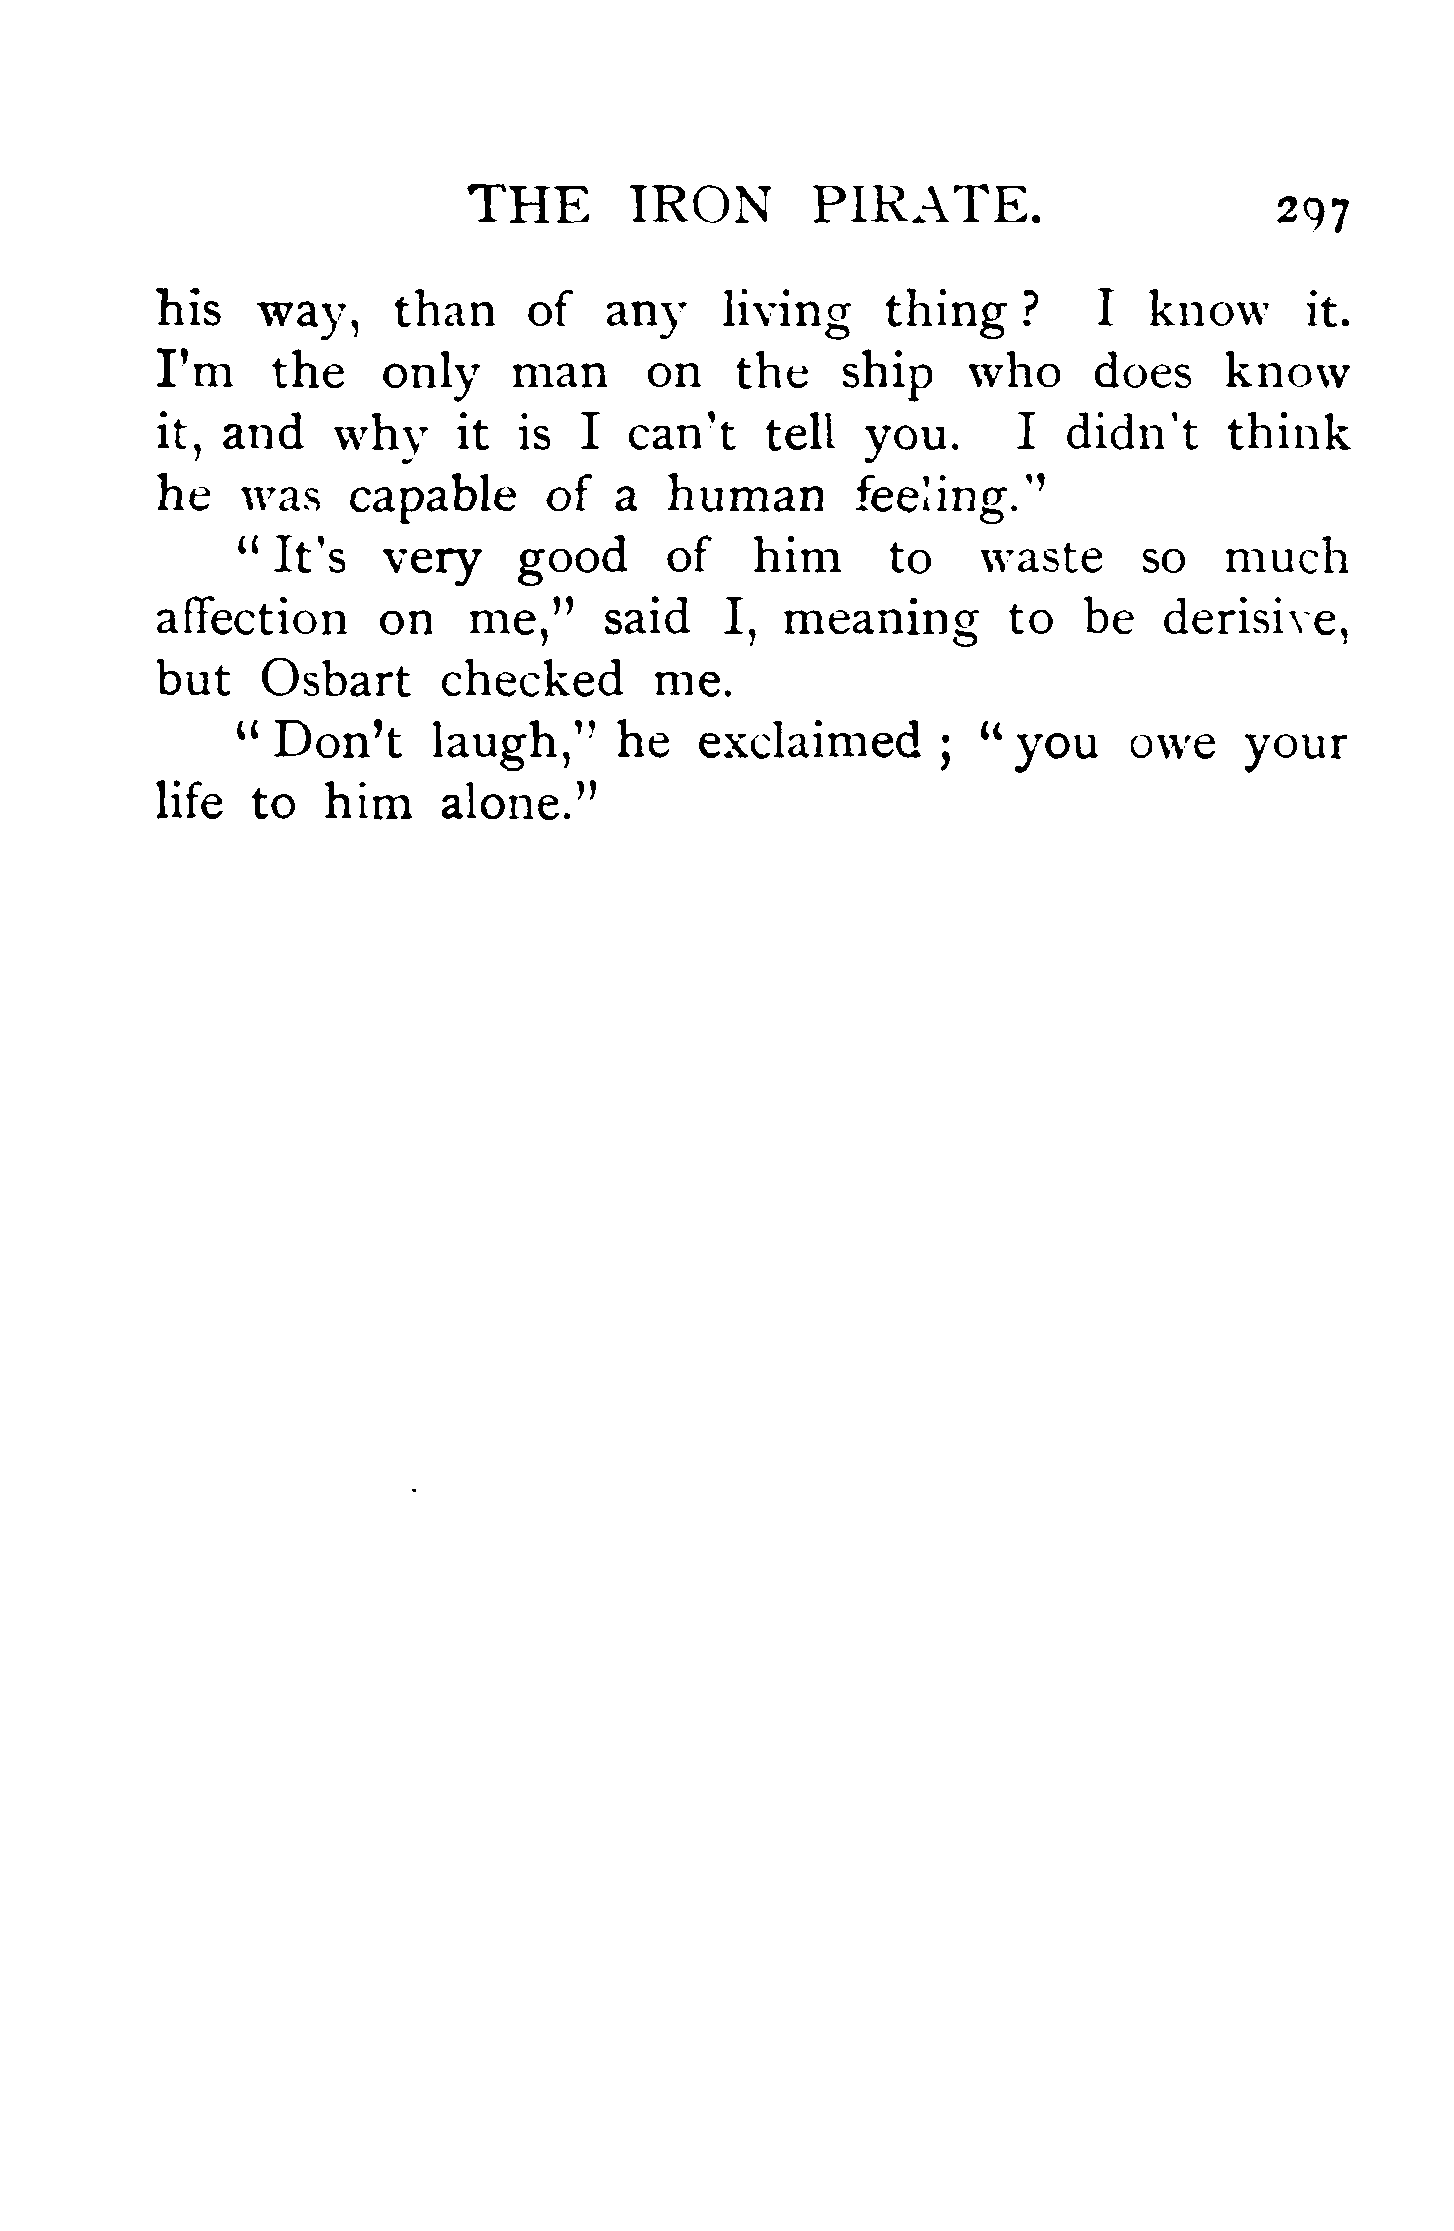 THE IRON PIRATE. 297
his way, than of any living thing? I know it.
I'm the only man on the ship who does know
it, and why it is I can't tell you. I didn't think
he was capable of a human feeling."
"It's very good of him to waste so much
affection on me," said I, meaning to be derisive,
but Osbart checked me.
"Don't laugh," he exclaimed; "you owe your
life to him alone."